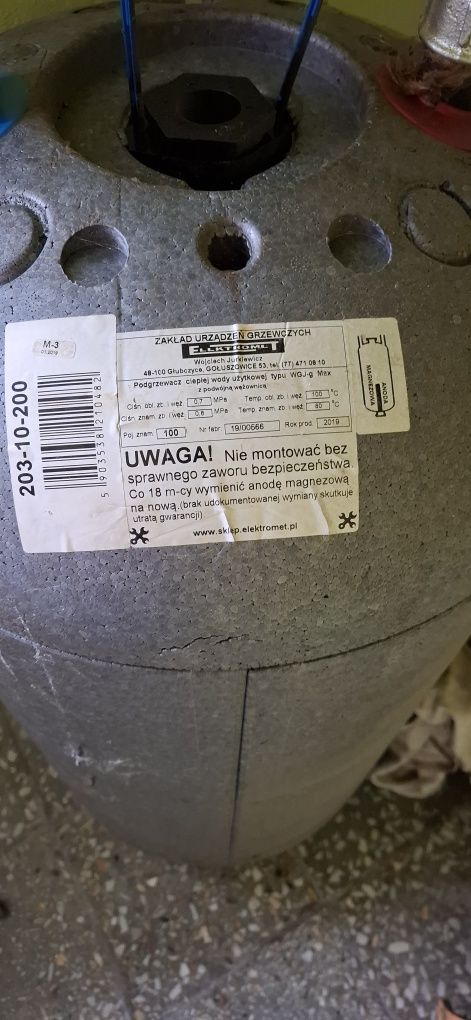 M-3
07.2019
203-10-200
5 903538 210482
ZAKŁAD URZĄDZEŃ GRZEWCZYCH
ELEKTROMET
Wojciech Jurkiewicz
48-100 Głubczyce, GOŁUSZOWICE 53, tel. (77) 471 08 10
Podgrzewacz ciepłej wody użytkowej typu WGJ-g Max
z podwójną wężownicą
Ciśn. obl. zb. i węż. 0,7 MPa Temp. obl. zb. i węż. 100 °C
Ciśn. znam. zb. i węż. 0,6 MPa Temp. znam. zb. i węż. 80 °C
Poj znam. 100 Nr fabr. 19/00566 Rok prod. 2019
UWAGA! Nie montować bez
sprawnego zaworu bezpieczeństwa.
Co 18 m-cy wymienić anodę magnezową
na nową.(brak udokumentowanej wymiany skutkuje
utratą gwarancji).
www.sklep.elektromet.pl
ANODA
MAGNEZOWA